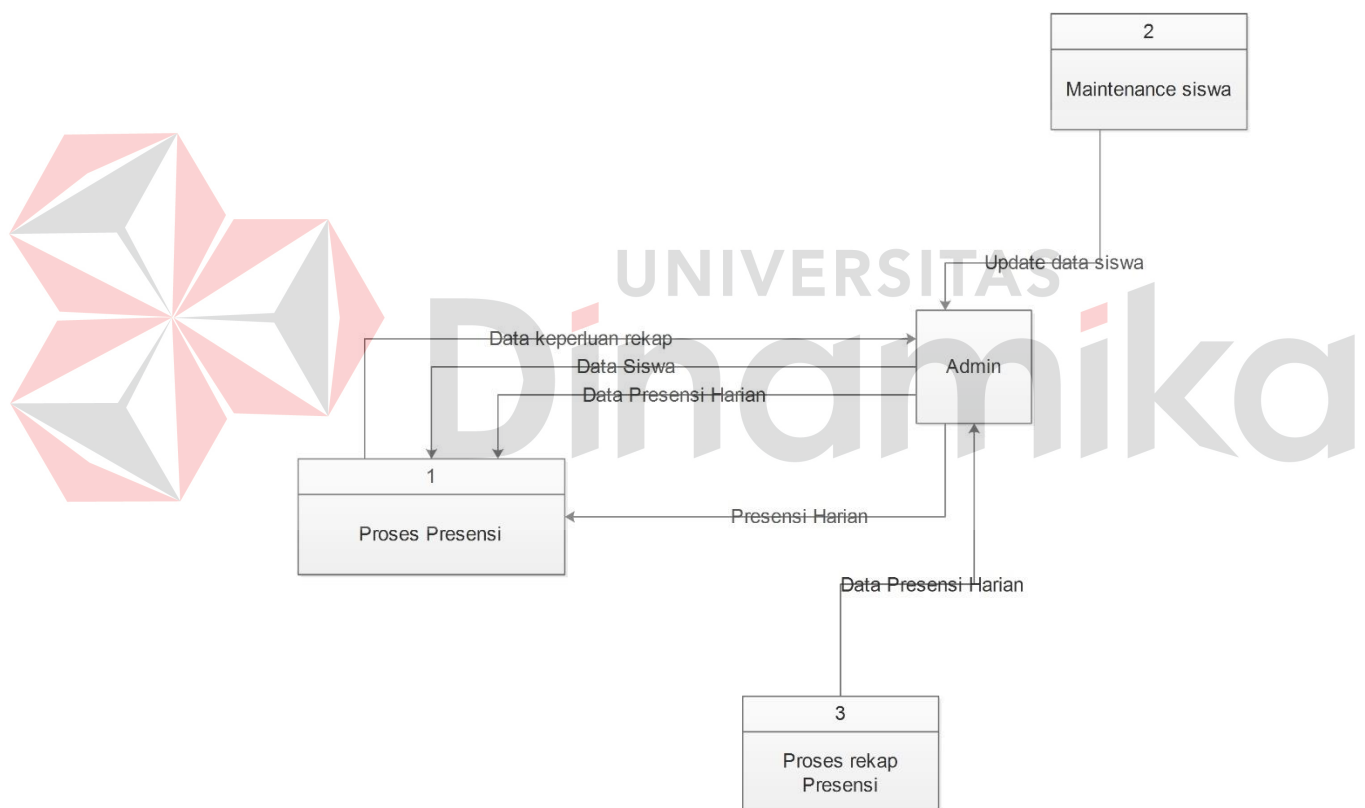 2
Maintenance siswa
UNIVERSITAS
Dinamika
Update data siswa
Data keperluan rekap
Data Siswa
Data Presensi Harian
Admin
1
Proses Presensi
Presensi Harian
Data Presensi Harian
3
Proses rekap
Presensi